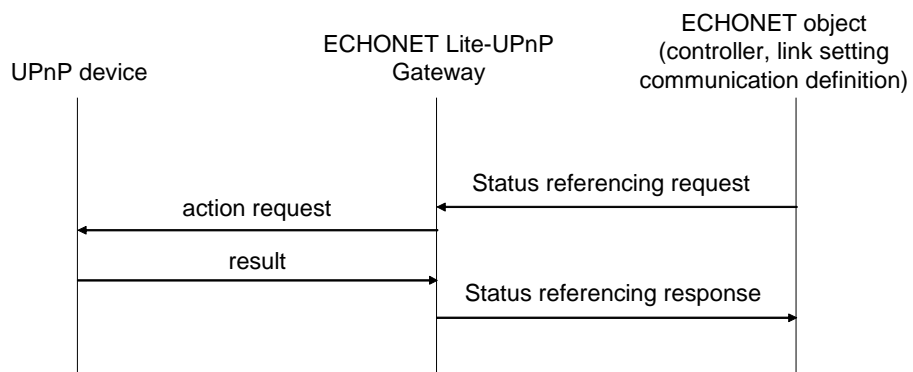 UPnP device
ECHONET Lite-UPnP
Gateway
ECHONET object
(controller, link setting
communication definition)
Status referencing request
action request
result
Status referencing response